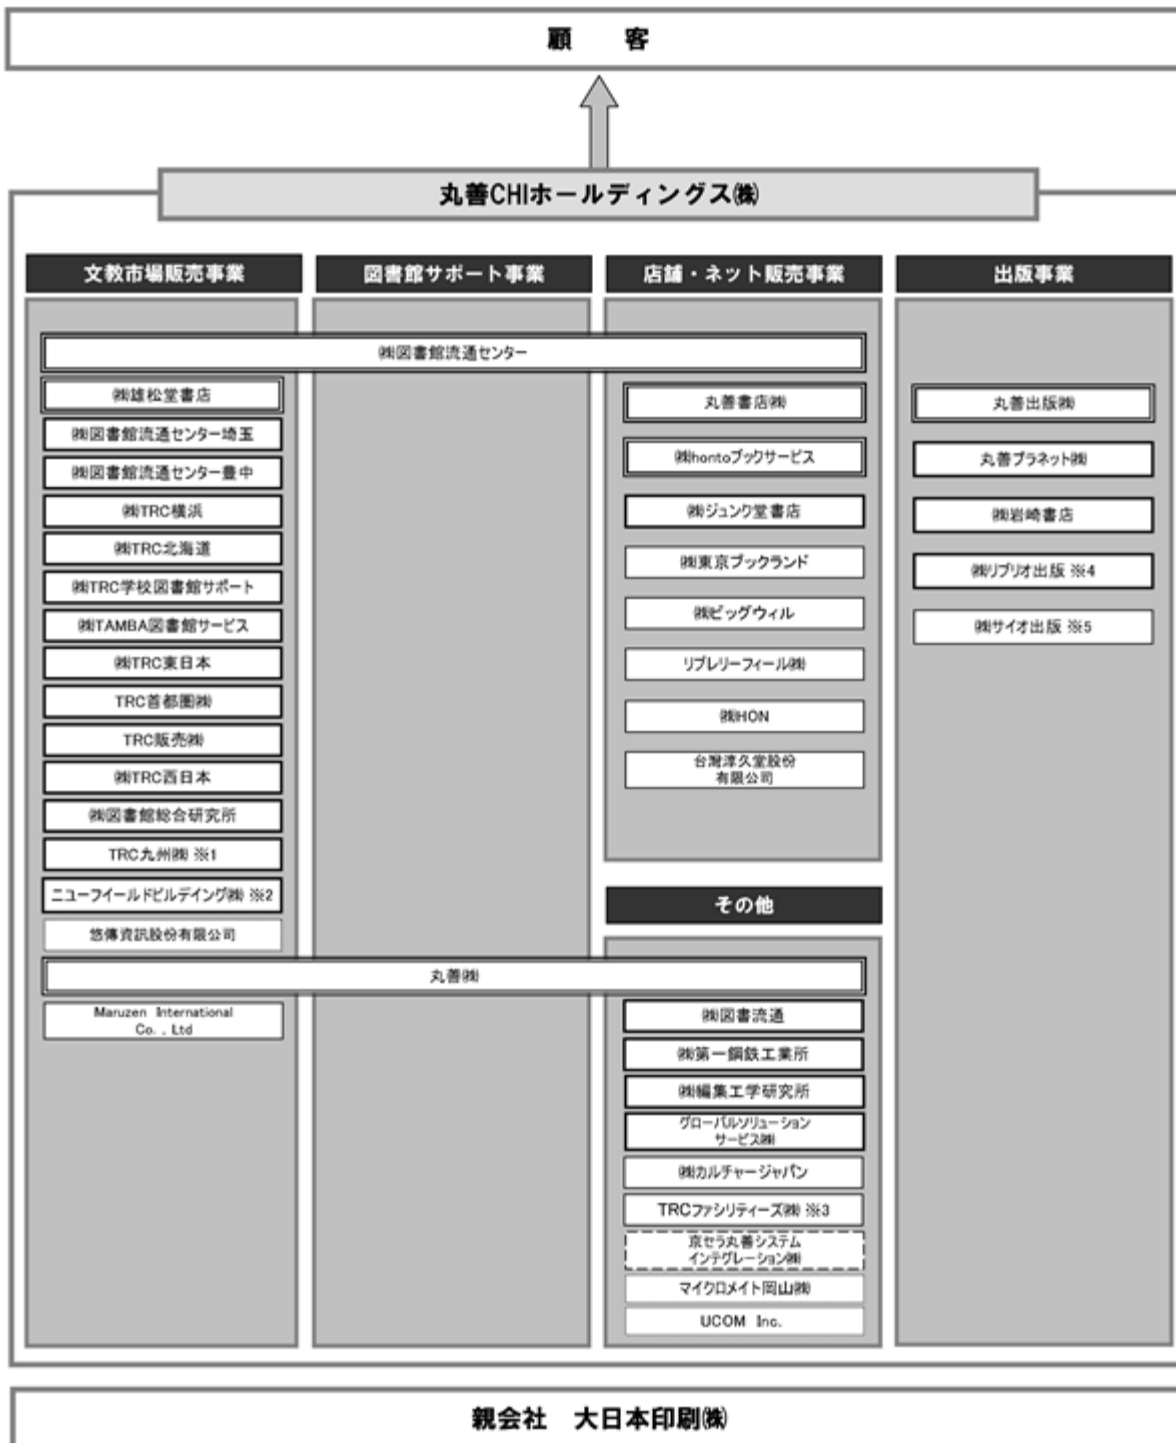 顧　　客
丸善CHIホールディングス㈱
文教市場販売事業
図書館サポート事業
店舗・ネット販売事業
出版事業
㈱図書館流通センター
㈱雄松堂書店
㈱図書館流通センター埼玉
㈱図書館流通センター豊中
㈱TRC横浜
㈱TRC北海道
㈱TRC学校図書館サポート
㈱TAMBA図書館サービス
㈱TRC東日本
TRC首都圏㈱
TRC販売㈱
㈱TRC西日本
㈱図書館総合研究所
TRC九州㈱ ※1
ニューフイールドビルデイング㈱ ※2
悠傳資訊股份有限公司
丸善書店㈱
㈱hontoブックサービス
㈱ジュンク堂書店
㈱東京ブックランド
㈱ビッグウィル
リブレリーフィール㈱
㈱HON
台灣淳久堂股份
有限公司
丸善出版㈱
丸善プラネット㈱
㈱岩崎書店
㈱リブリオ出版 ※4
㈱サイオ出版 ※5
その他
丸善㈱
Maruzen International
Co. , Ltd
㈱図書流通
㈱第一鋼鉄工業所
㈱編集工学研究所
グローバルソリューション
サービス㈱
㈱カルチャージャパン
TRCファシリティーズ㈱ ※3
京セラ丸善システム
インテグレーション㈱
マイクロメイト岡山㈱
UCOM Inc.
親会社　大日本印刷㈱